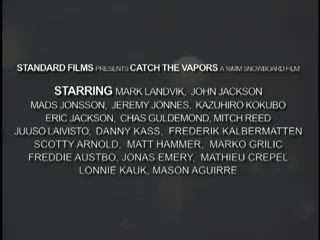 STANDARD FILMS PRESENTS CATCH THE VAPORS A 16MM SNOWBOARD FILM
STARRING MARK LANDVIK, JOHN JACKSON
MADS JONSSON, JEREMY JONNES, KAZUHIRO KOKUBO
ERIC JACKSON, CHAS GULDEMOND, MITCH REED
JUUSO LAIVISTO, DANNY KASS, FREDERIK KALBERMATTEN
SCOTTY ARNOLD, MATT HAMMER, MARKO GRILIC
FREDDIE AUSTBO, JONAS EMERY, MATHIEU CREPEL
LONNIE KAUK, MASON AGUIRRE